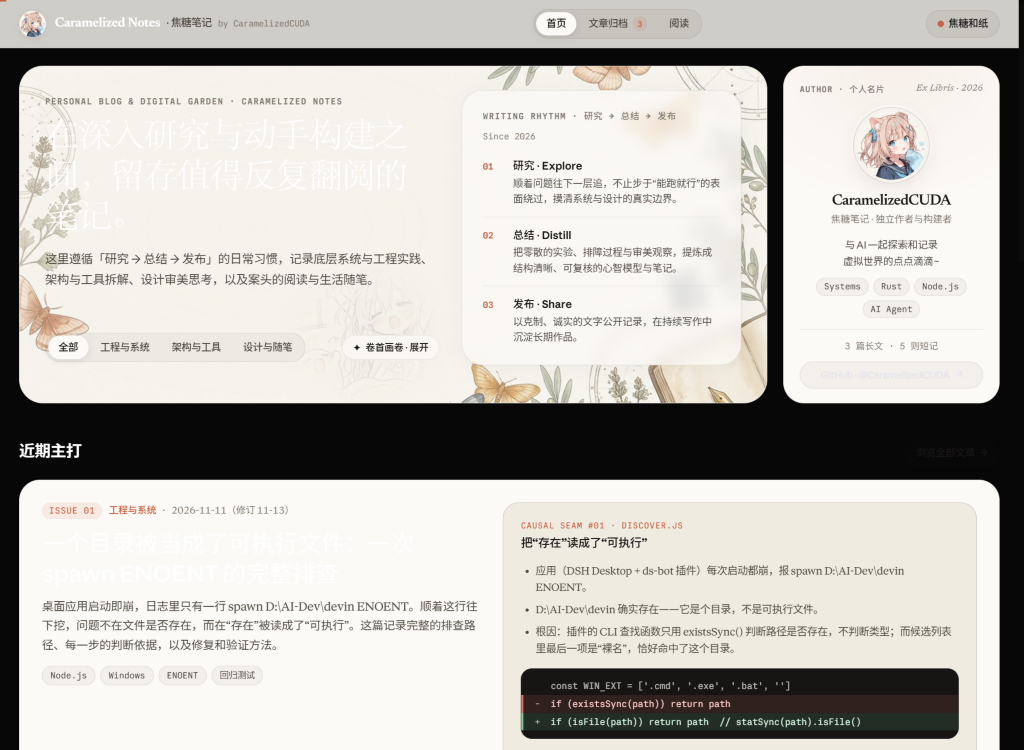 Caramelized Notes · 焦糖笔记 by CaramelizedCUDA
首页 文章归档 3 阅读
焦糖和纸
PERSONAL BLOG & DIGITAL GARDEN · CARAMELIZED NOTES
在深入研究与动手构建之
间，留存值得反复翻阅的
笔记。
这里遵循「研究 → 总结 → 发布」的日常习惯，记录底层系统与工程实践、
架构与工具拆解、设计审美思考，以及案头的阅读与生活随笔。
全部 工程与系统 架构与工具 设计与随笔
✦ 卷首画卷 · 展开
WRITING RHYTHM · 研究 → 总结 → 发布
Since 2026
01 研究 · Explore
顺着问题往下一层追，不止步于“能跑就行”的表
面绕过，摸清系统与设计的真实边界。
02 总结 · Distill
把零散的实验、排障过程与审美观察，提炼成
结构清晰、可复核的心智模型与笔记。
03 发布 · Share
以克制、诚实的文字公开记录，在持续写作中
沉淀长期作品。
AUTHOR · 个人名片 Ex Libris · 2026
CaramelizedCUDA
焦糖笔记 · 独立作者与构建者
与 AI 一起探索和记录
虚拟世界的点点滴滴~
Systems Rust Node.js
AI Agent
3 篇长文 · 5 则短记
GitHub · @CaramelizedCUDA ↗
近期主打
浏览全部文章 →
ISSUE 01 工程与系统 · 2026-11-11（修订 11-13）
一个目录被当成了可执行文件：一次
spawn ENOENT 的完整排查
桌面应用启动即崩，日志里只有一行 spawn D:\AI-Dev\devin ENOENT。顺着这行往
下挖，问题不在文件是否存在，而在“存在”被读成了“可执行”。这篇记录完整的排查路
径、每一步的判断依据，以及修复和验证方法。
Node.js Windows ENOENT 回归测试
CAUSAL SEAM #01 · DISCOVER.JS
把“存在”读成了“可执行”
• 应用（DSH Desktop + ds-bot 插件）每次启动都崩，报 spawn D:\AI-Dev\devin
ENOENT。
• D:\AI-Dev\devin 确实存在——它是个目录，不是可执行文件。
• 根因：插件的 CLI 查找函数只用 existsSync() 判断路径是否存在，不判断类型；而候选列表
里最后一项是“裸名”，恰好命中了这个目录。
const WIN_EXT = ['.cmd', '.exe', '.bat', '']
- if (existsSync(path)) return path
+ if (isFile(path)) return path // statSync(path).isFile()